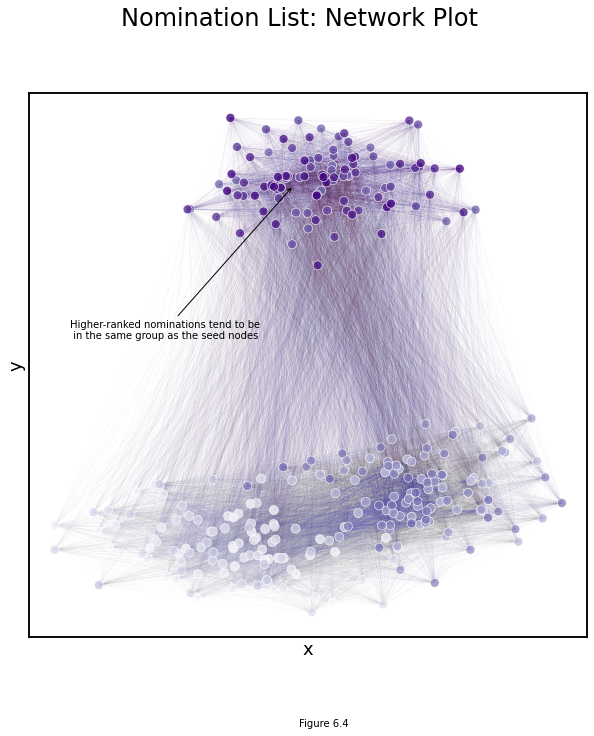 Nomination List: Network Plot
Higher-ranked nominations tend to be
in the same group as the seed nodes
y
x
Figure 6.4